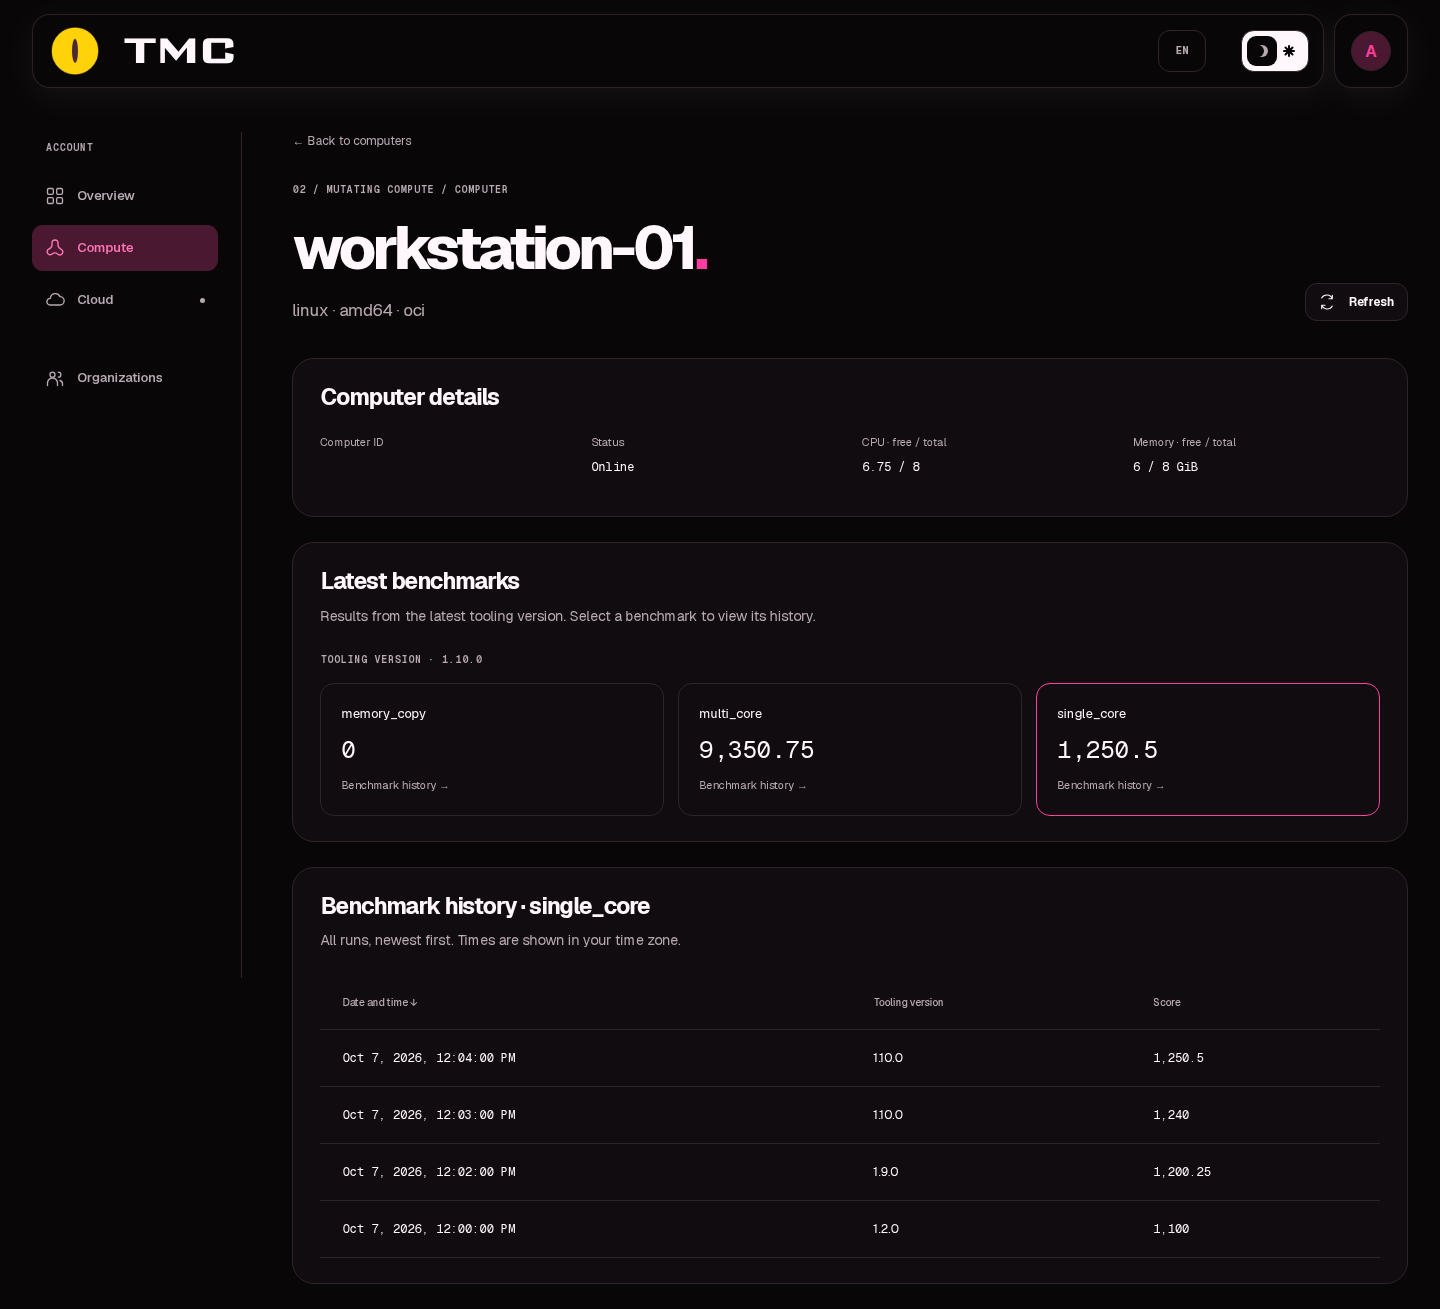 TMC
EN
A
ACCOUNT
Overview
Compute
Cloud
Organizations
← Back to computers
02 / MUTATING COMPUTE / COMPUTER
workstation-01.
linux · amd64 · oci
Refresh
Computer details
Computer ID
Status
Online
CPU · free / total
6.75 / 8
Memory · free / total
6 / 8 GiB
Latest benchmarks
Results from the latest tooling version. Select a benchmark to view its history.
TOOLING VERSION · 1.10.0
memory_copy
0
Benchmark history →
multi_core
9,350.75
Benchmark history →
single_core
1,250.5
Benchmark history →
Benchmark history · single_core
All runs, newest first. Times are shown in your time zone.
Date and time ↓ Tooling version Score
Oct 7, 2026, 12:04:00 PM 1.10.0 1,250.5
Oct 7, 2026, 12:03:00 PM 1.10.0 1,240
Oct 7, 2026, 12:02:00 PM 1.9.0 1,200.25
Oct 7, 2026, 12:00:00 PM 1.2.0 1,100